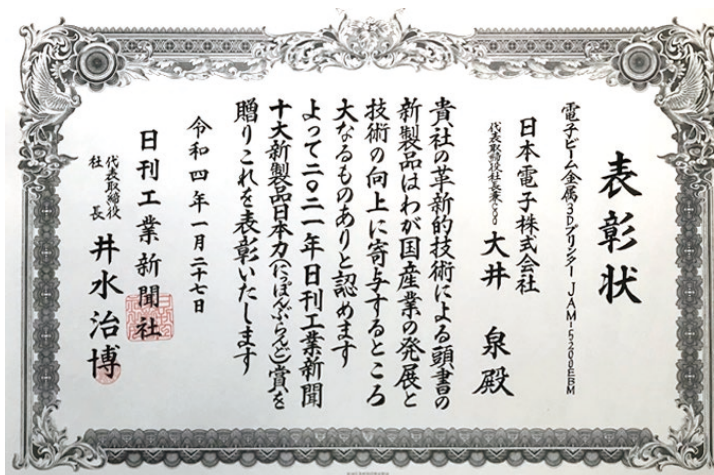 表彰状
電子ビーム金属3Dプリンター JAM-5200EBM
日本電子株式会社
代表取締役社長兼COO 大井 泉 殿
貴社の革新的技術による頭書の
新製品はわが国産業の発展と
技術の向上に寄与するところ
大なるものありと認めます
よって二〇二一年日刊工業新聞
十大新製品日本力(にっぽんぶらんど)賞を
贈りこれを表彰いたします
令和四年一月二十七日
日刊工業新聞社
代表取締役
社長 井水治博